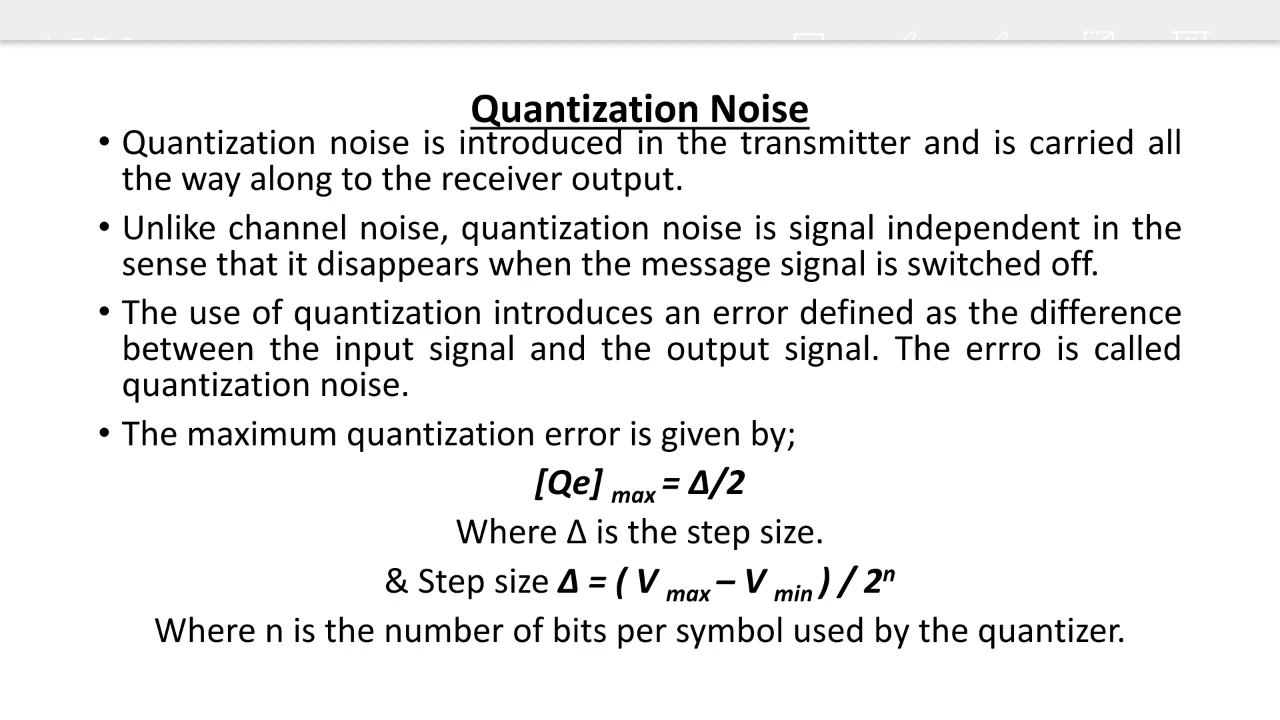 Quantization Noise
• Quantization noise is introduced in the transmitter and is carried all
the way along to the receiver output.
• Unlike channel noise, quantization noise is signal independent in the
sense that it disappears when the message signal is switched off.
• The use of quantization introduces an error defined as the difference
between the input signal and the output signal. The errro is called
quantization noise.
• The maximum quantization error is given by;
[Qe] max = Δ/2
Where Δ is the step size.
& Step size Δ = ( V max – V min ) / 2ⁿ
Where n is the number of bits per symbol used by the quantizer.